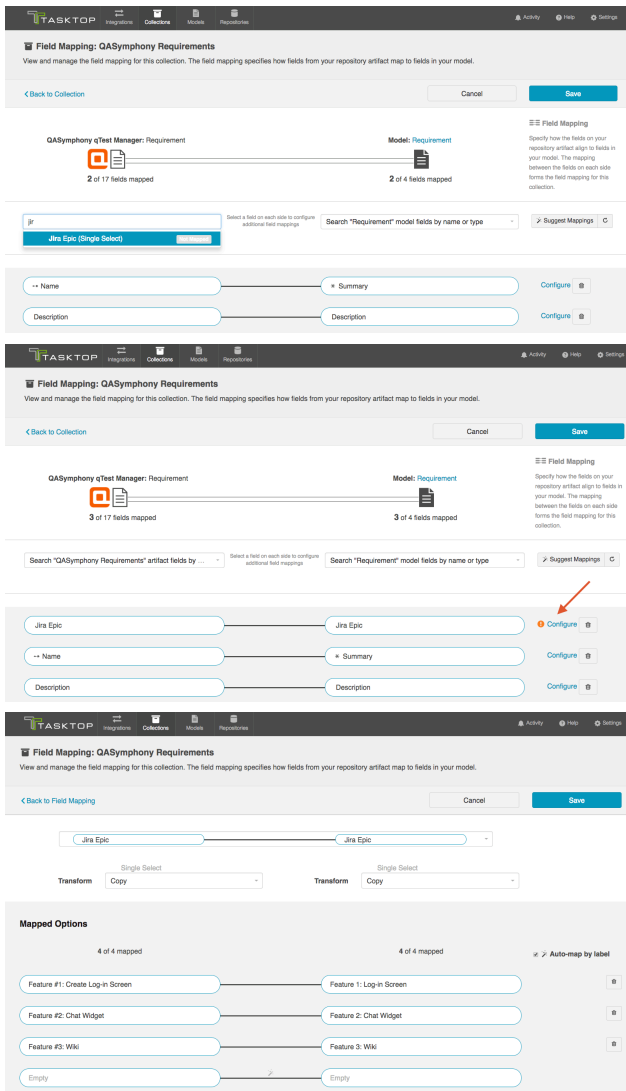 TASKTOP Integrations Collections Models Repositories Activity Help Settings
Field Mapping: QASymphony Requirements
View and manage the field mapping for this collection. The field mapping specifies how fields from your repository artifact map to fields in your model.
Back to Collection Cancel Save
Field Mapping
Specify how the fields on your
repository artifact align to fields in
your model. The mapping
between the fields on each side
forms the field mapping for this
collection.
QASymphony qTest Manager: Requirement Model: Requirement
2 of 17 fields mapped 2 of 4 fields mapped
jir
Select a field on each side to configure
additional field mappings
Search "Requirement" model fields by name or type
Suggest Mappings
Jira Epic (Single Select) Not Mapped
Name Summary Configure
Description Description Configure
TASKTOP Integrations Collections Models Repositories Activity Help Settings
Field Mapping: QASymphony Requirements
View and manage the field mapping for this collection. The field mapping specifies how fields from your repository artifact map to fields in your model.
Back to Collection Cancel Save
Field Mapping
Specify how the fields on your
repository artifact align to fields in
your model. The mapping
between the fields on each side
forms the field mapping for this
collection.
QASymphony qTest Manager: Requirement Model: Requirement
3 of 17 fields mapped 3 of 4 fields mapped
Search "QASymphony Requirements" artifact fields by ...
Select a field on each side to configure
additional field mappings
Search "Requirement" model fields by name or type
Suggest Mappings
Jira Epic Jira Epic Configure
Name Summary Configure
Description Description Configure
TASKTOP Integrations Collections Models Repositories Activity Help Settings
Field Mapping: QASymphony Requirements
View and manage the field mapping for this collection. The field mapping specifies how fields from your repository artifact map to fields in your model.
Back to Field Mapping Cancel Save
Jira Epic Jira Epic
Single Select Single Select
Transform Copy Transform Copy
Mapped Options
4 of 4 mapped 4 of 4 mapped Auto-map by label
Feature #1: Create Log-in Screen Feature 1: Log-in Screen
Feature #2: Chat Widget Feature 2: Chat Widget
Feature #3: Wiki Feature 3: Wiki
Empty Empty